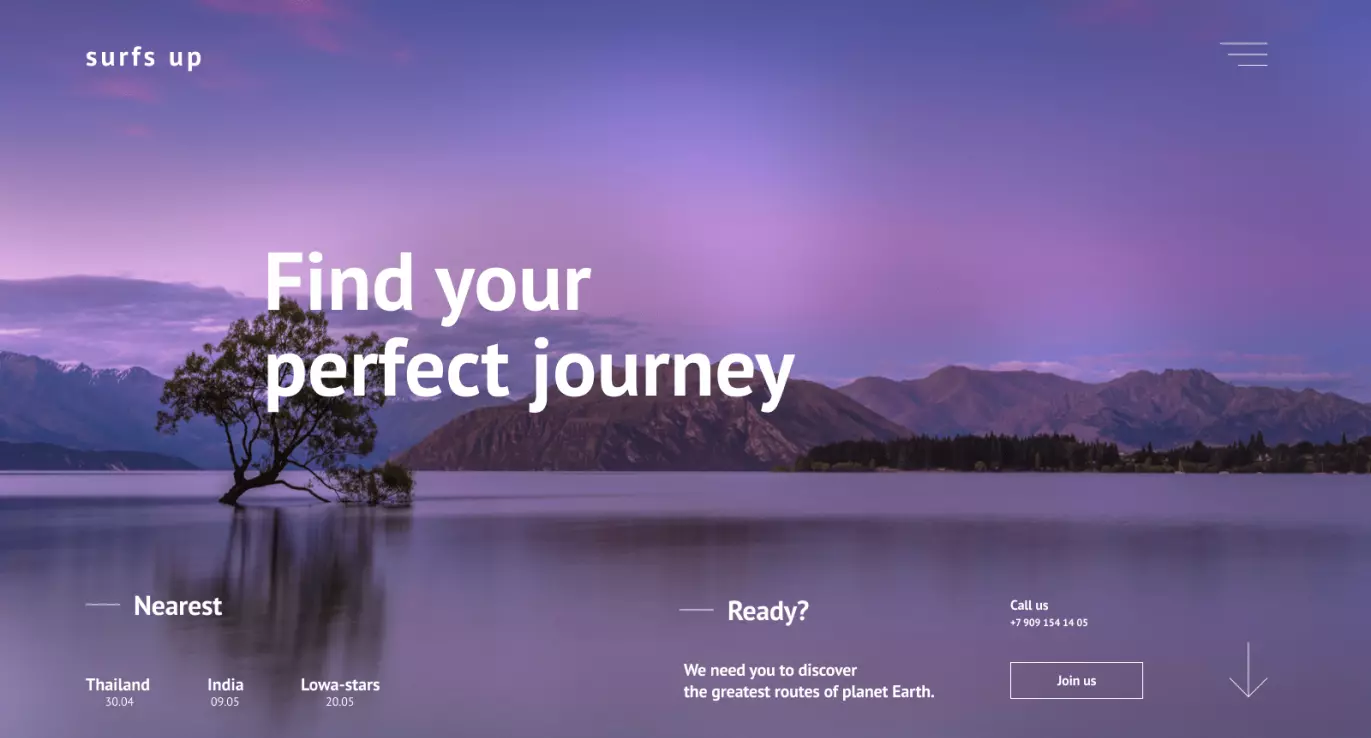 surfs up
Find your
perfect journey
Nearest
Thailand
30.04
India
09.05
Lowa-stars
20.05
Ready?
We need you to discover
the greatest routes of planet Earth.
Call us
+7 909 154 14 05
Join us